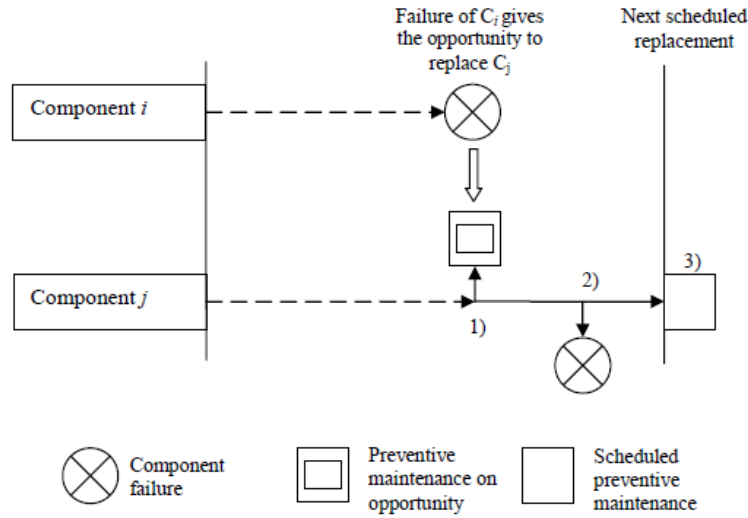 Failure of Ci gives
the opportunity to
replace Cj
Next scheduled
replacement
Component i
Component j
1)
2)
3)
Component
failure
Preventive
maintenance on
opportunity
Scheduled
preventive
maintenance